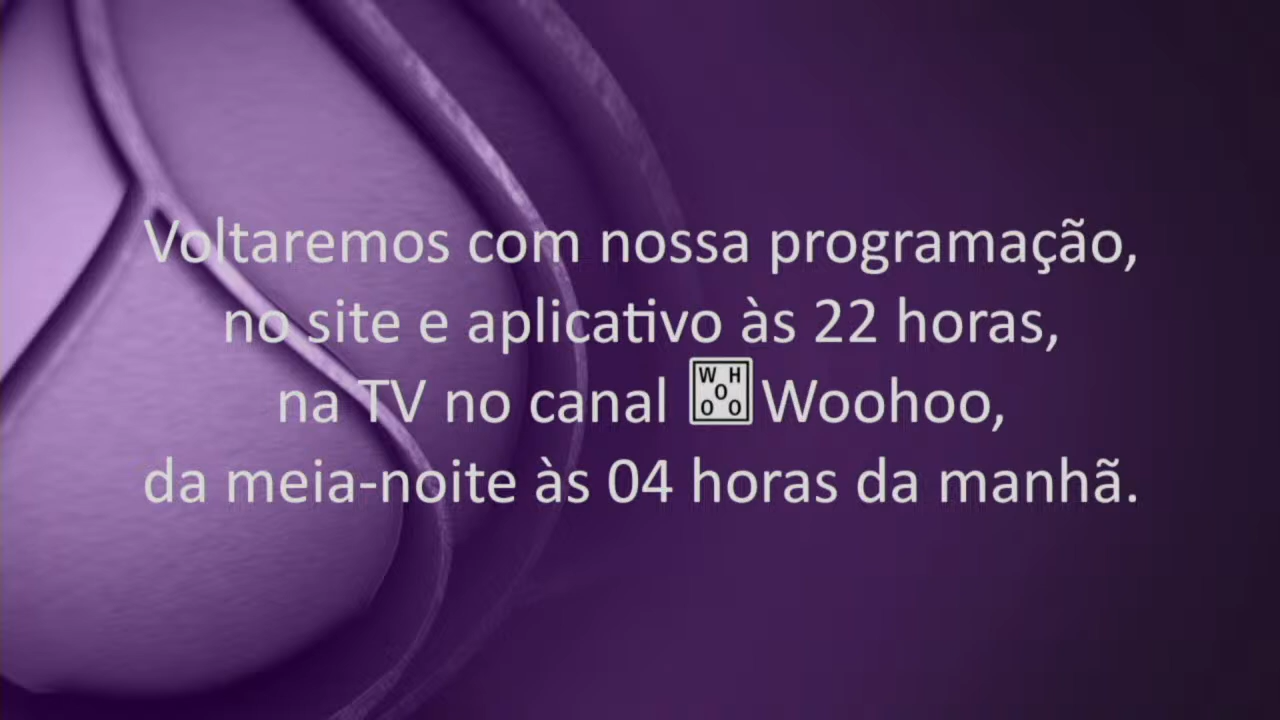 Voltaremos com nossa programação,
no site e aplicativo às 22 horas,
na TV no canal WHOOO Woohoo,
da meia-noite às 04 horas da manhã.